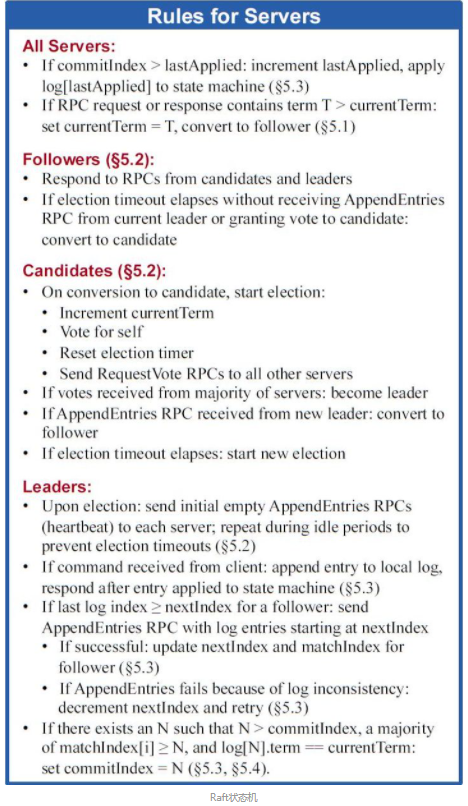 Rules for Servers
All Servers:
• If commitIndex > lastApplied: increment lastApplied, apply
log[lastApplied] to state machine (§5.3)
• If RPC request or response contains term T > currentTerm:
set currentTerm = T, convert to follower (§5.1)
Followers (§5.2):
• Respond to RPCs from candidates and leaders
• If election timeout elapses without receiving AppendEntries
RPC from current leader or granting vote to candidate:
convert to candidate
Candidates (§5.2):
• On conversion to candidate, start election:
• Increment currentTerm
• Vote for self
• Reset election timer
• Send RequestVote RPCs to all other servers
• If votes received from majority of servers: become leader
• If AppendEntries RPC received from new leader: convert to
follower
• If election timeout elapses: start new election
Leaders:
• Upon election: send initial empty AppendEntries RPCs
(heartbeat) to each server; repeat during idle periods to
prevent election timeouts (§5.2)
• If command received from client: append entry to local log,
respond after entry applied to state machine (§5.3)
• If last log index ≥ nextIndex for a follower: send
AppendEntries RPC with log entries starting at nextIndex
• If successful: update nextIndex and matchIndex for
follower (§5.3)
• If AppendEntries fails because of log inconsistency:
decrement nextIndex and retry (§5.3)
• If there exists an N such that N > commitIndex, a majority
of matchIndex[i] ≥ N, and log[N].term == currentTerm:
set commitIndex = N (§5.3, §5.4).
Raft状态机